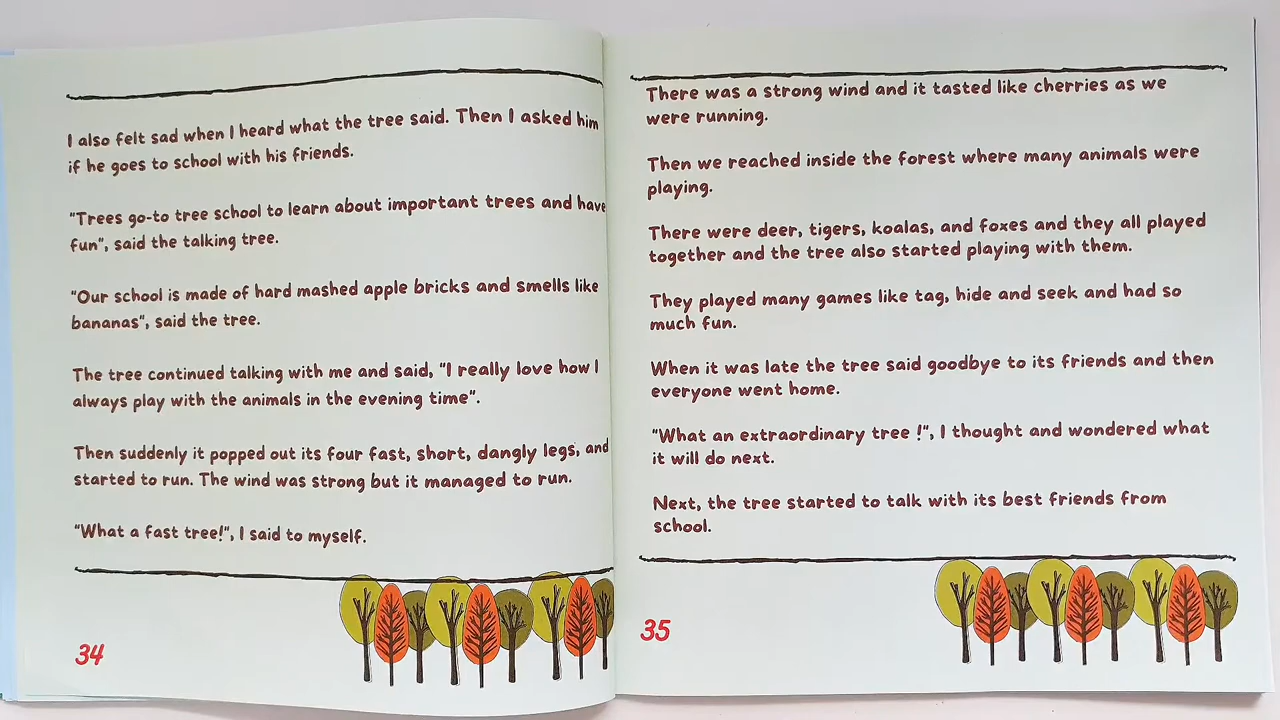 I also felt sad when I heard what the tree said. Then I asked him
if he goes to school with his friends.
"Trees go-to tree school to learn about important trees and have
fun", said the talking tree.
"Our school is made of hard mashed apple bricks and smells like
bananas", said the tree.
The tree continued talking with me and said, "I really love how I
always play with the animals in the evening time".
Then suddenly it popped out its four fast, short, dangly legs, and
started to run. The wind was strong but it managed to run.
"What a fast tree!", I said to myself.
34
There was a strong wind and it tasted like cherries as we
were running.
Then we reached inside the forest where many animals were
playing.
There were deer, tigers, koalas, and foxes and they all played
together and the tree also started playing with them.
They played many games like tag, hide and seek and had so
much fun.
When it was late the tree said goodbye to its friends and then
everyone went home.
"What an extraordinary tree !", I thought and wondered what
it will do next.
Next, the tree started to talk with its best friends from
school.
35